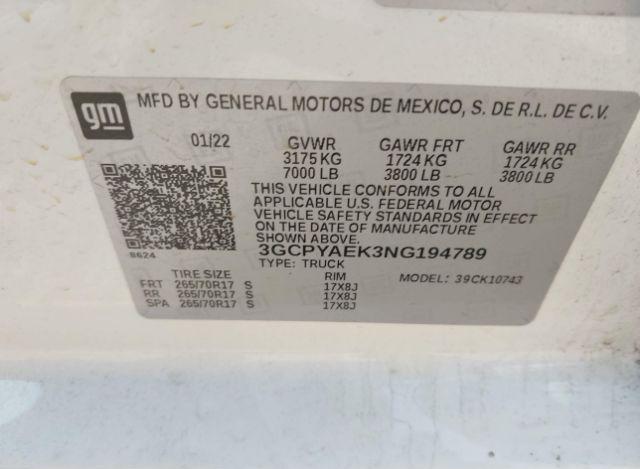 gm
MFD BY GENERAL MOTORS DE MEXICO, S. DE R.L. DE C.V.
01/22 GVWR GAWR FRT GAWR RR
3175 KG 1724 KG 1724 KG
7000 LB 3800 LB 3800 LB
THIS VEHICLE CONFORMS TO ALL
APPLICABLE U.S. FEDERAL MOTOR
VEHICLE SAFETY STANDARDS IN EFFECT
ON THE DATE OF MANUFACTURE
SHOWN ABOVE.
8624
3GCPYAEK3NG194789
TYPE: TRUCK MODEL: 39CK10743
TIRE SIZE RIM
FRT 265/70R17 S 17X8J
RR 265/70R17 S 17X8J
SPA 265/70R17 S 17X8J